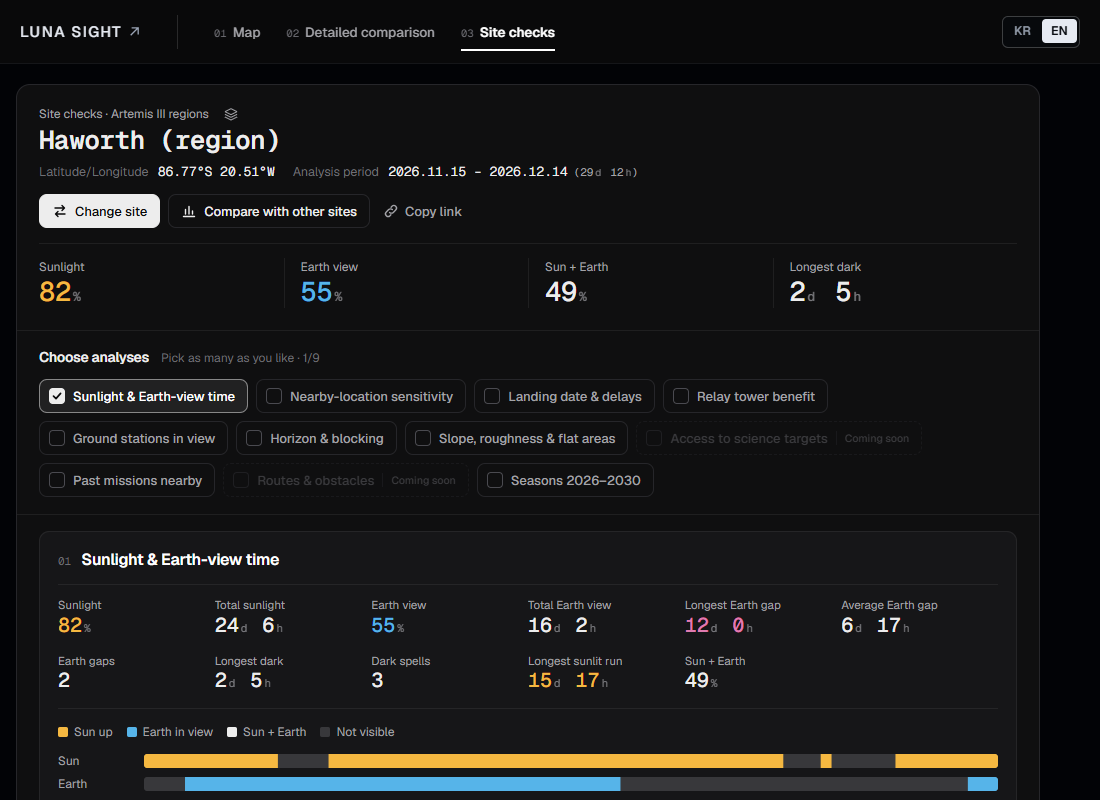 LUNA SIGHT ↗ 01 Map 02 Detailed comparison 03 Site checks KR EN
Site checks · Artemis III regions
Haworth (region)
Latitude/Longitude 86.77°S 20.51°W Analysis period 2026.11.15 – 2026.12.14 (29d 12h)
Change site Compare with other sites Copy link
Sunlight Earth view Sun + Earth Longest dark
82% 55% 49% 2d 5h
Choose analyses Pick as many as you like · 1/9
Sunlight & Earth-view time Nearby-location sensitivity Landing date & delays Relay tower benefit
Ground stations in view Horizon & blocking Slope, roughness & flat areas Access to science targets Coming soon
Past missions nearby Routes & obstacles Coming soon Seasons 2026–2030
01 Sunlight & Earth-view time
Sunlight Total sunlight Earth view Total Earth view Longest Earth gap Average Earth gap
82% 24d 6h 55% 16d 2h 12d 0h 6d 17h
Earth gaps Longest dark Dark spells Longest sunlit run Sun + Earth
2 2d 5h 3 15d 17h 49%
Sun up Earth in view Sun + Earth Not visible
Sun
Earth